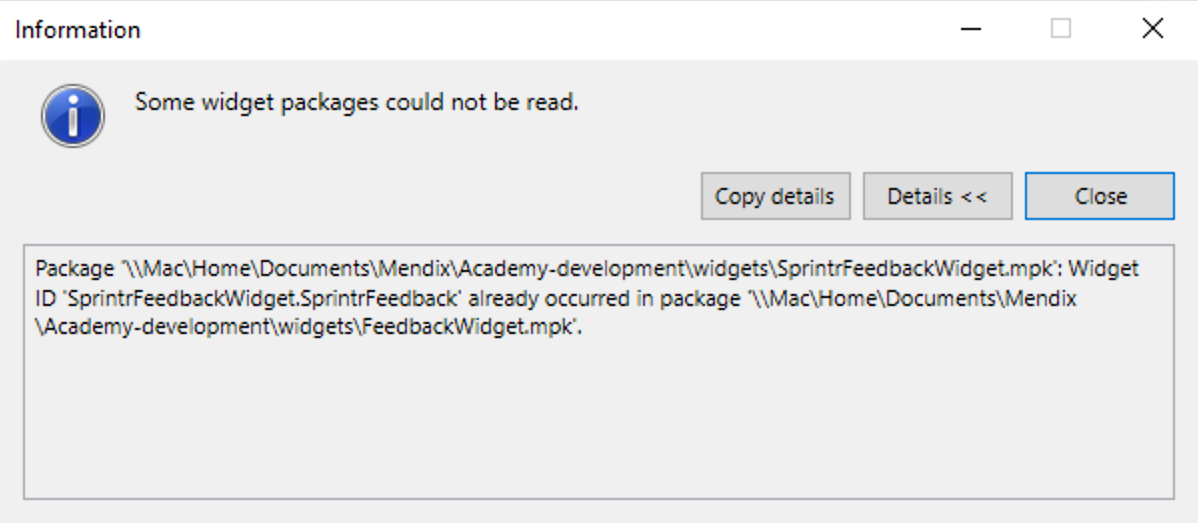 Information
Some widget packages could not be read.
Copy details
Details <<
Close
Package '\\Mac\Home\Documents\Mendix\Academy-development\widgets\SprintrFeedbackWidget.mpk': Widget
ID 'SprintrFeedbackWidget.SprintrFeedback' already occurred in package '\\Mac\Home\Documents\Mendix
\Academy-development\widgets\FeedbackWidget.mpk'.